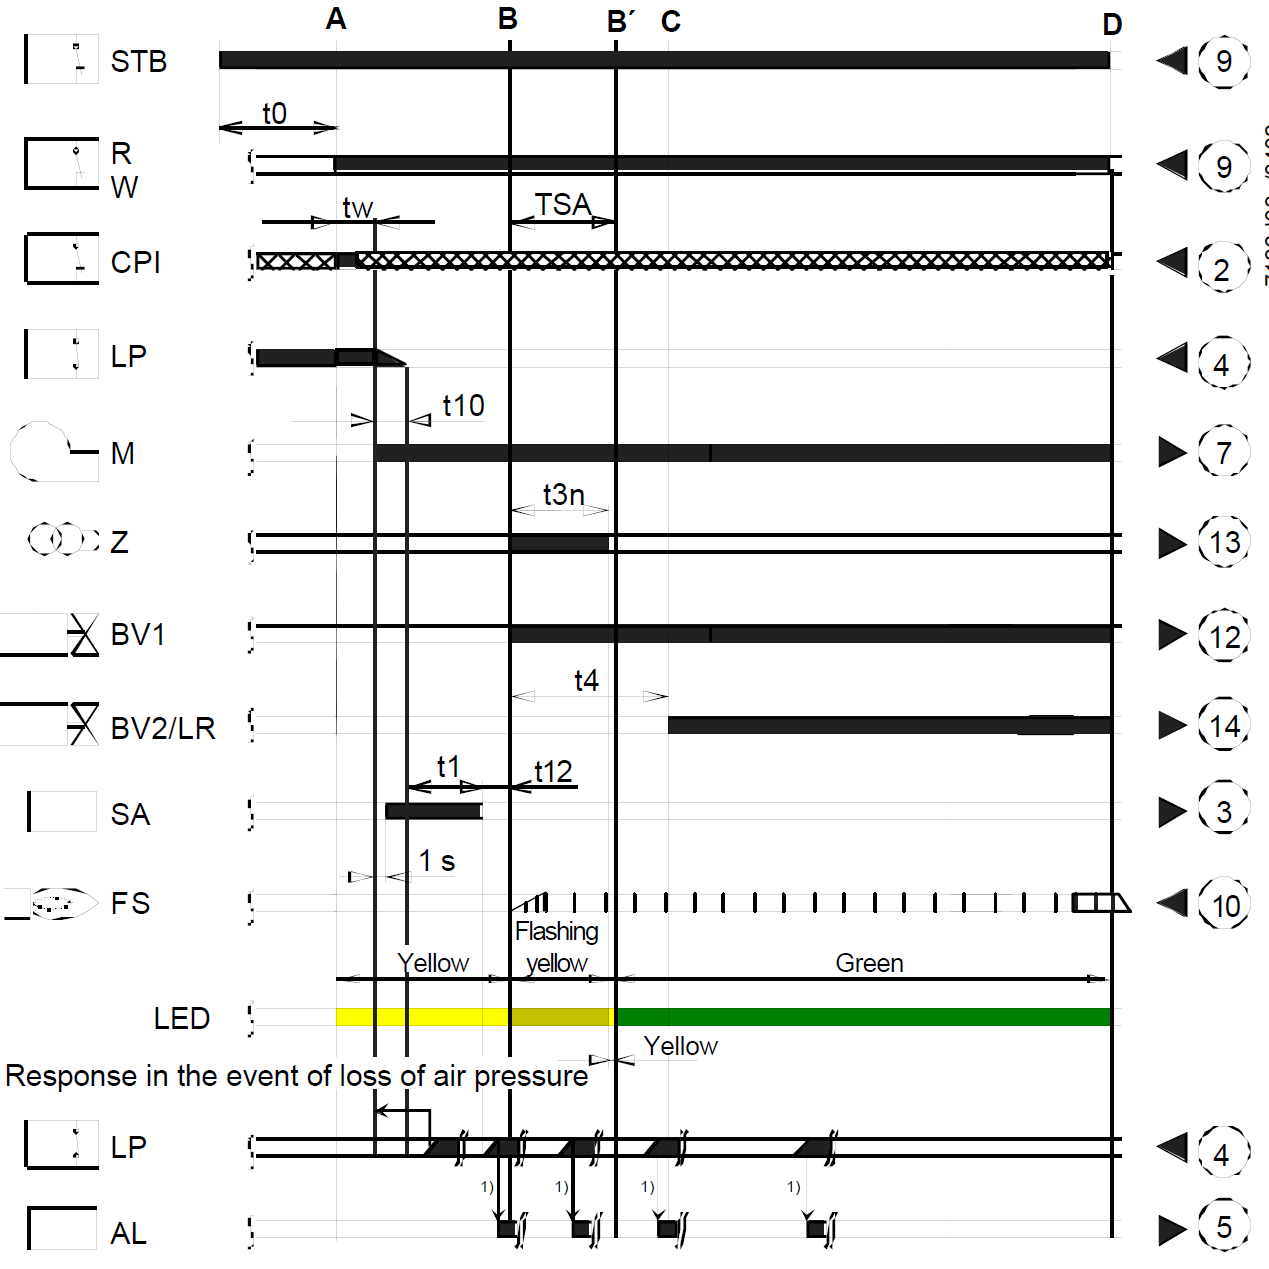 A B B´ C D
STB 9
t0
R 9
W
tw TSA
CPI 2
LP 4
t10
M 7
t3n
Z 13
BV1 12
t4
BV2/LR 14
t1 t12
SA 3
1 s
FS 10
Flashing
Yellow yellow Green
LED
Yellow
Response in the event of loss of air pressure
LP 4
1) 1) 1) 1)
AL 5